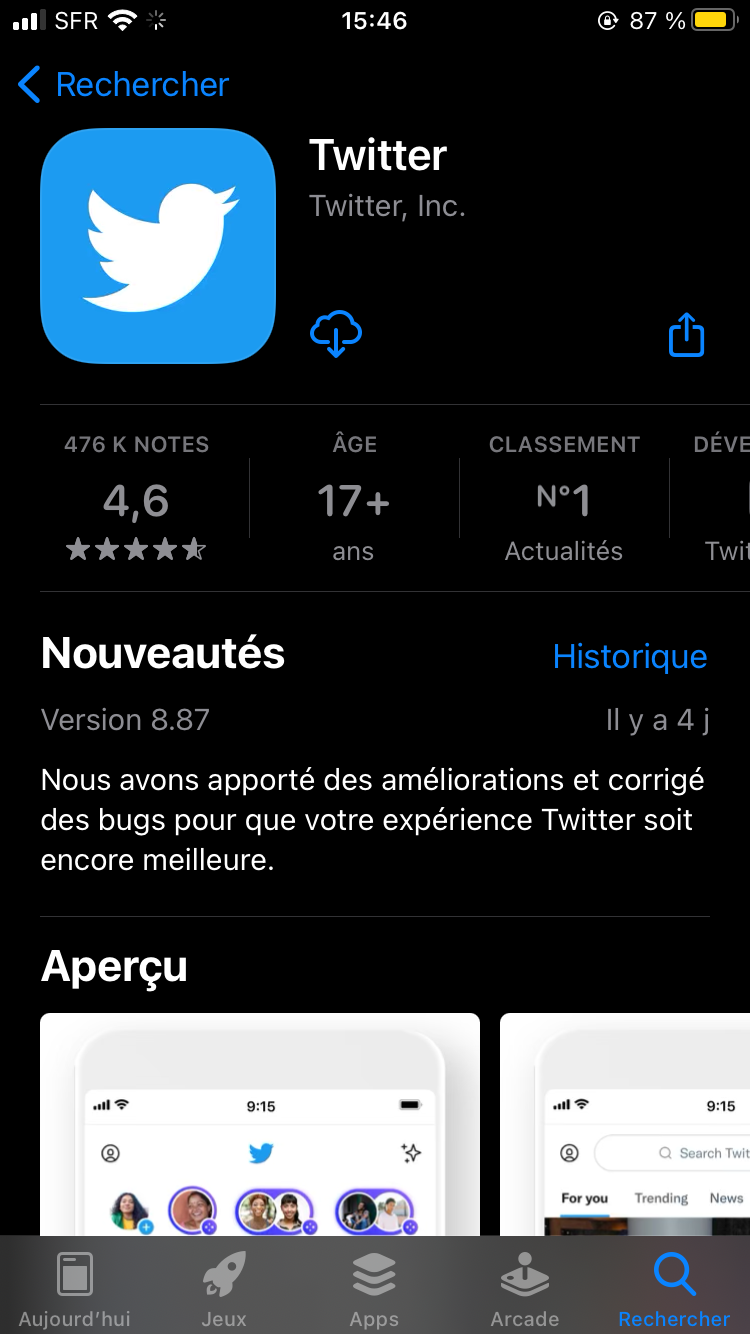 SFR 15:46 87 %
Rechercher
Twitter
Twitter, Inc.
476 K NOTES ÂGE CLASSEMENT DÉVE
4,6 17+ N°1
ans Actualités Twit
Nouveautés Historique
Version 8.87 Il y a 4 j
Nous avons apporté des améliorations et corrigé
des bugs pour que votre expérience Twitter soit
encore meilleure.
Aperçu
9:15 9:15
Search Twit
For you Trending News
Aujourd'hui Jeux Apps Arcade Rechercher